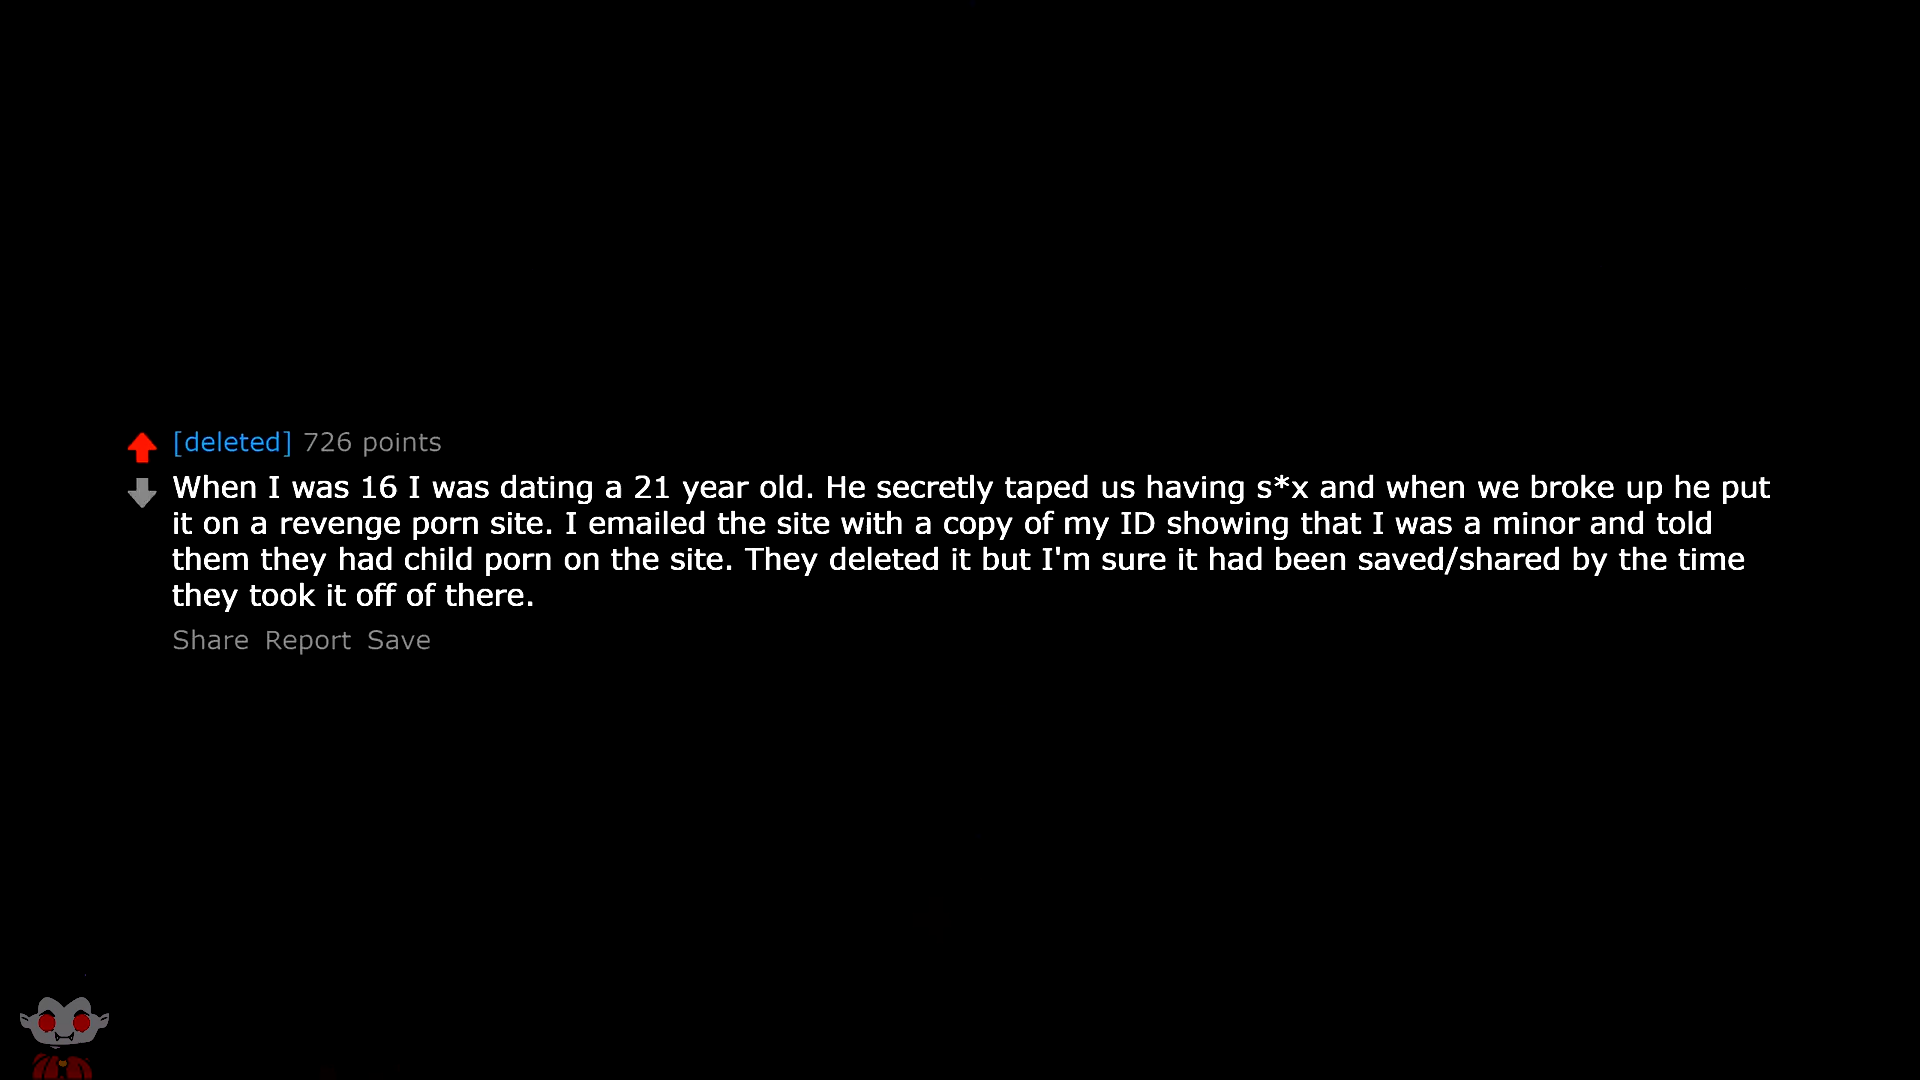 [deleted] 726 points
When I was 16 I was dating a 21 year old. He secretly taped us having s*x and when we broke up he put
it on a revenge porn site. I emailed the site with a copy of my ID showing that I was a minor and told
them they had child porn on the site. They deleted it but I'm sure it had been saved/shared by the time
they took it off of there.
Share Report Save